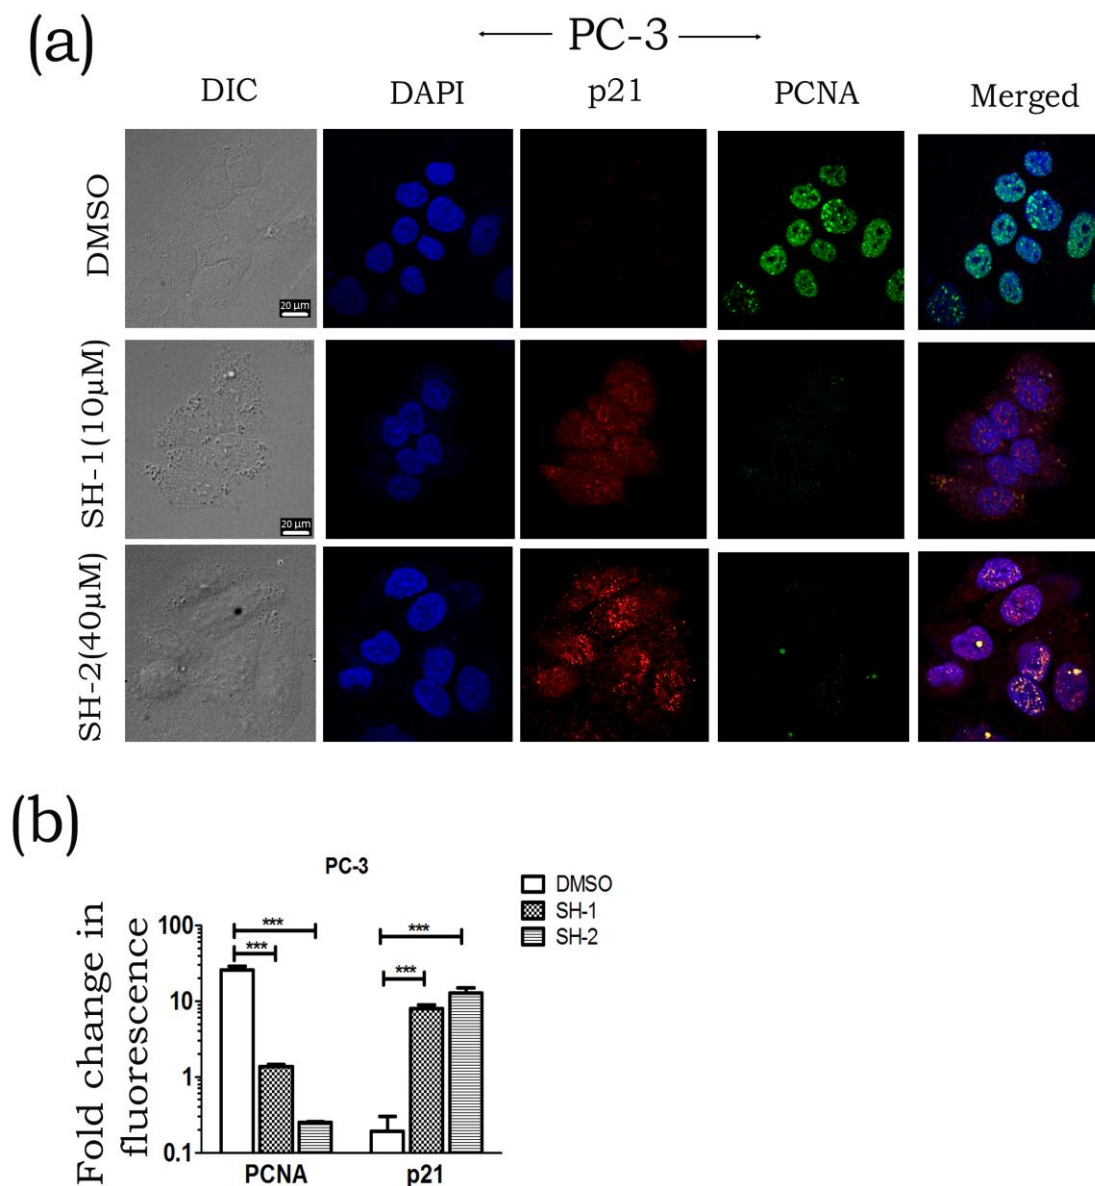 (a)
PC-3
DIC DAPI p21 PCNA Merged
DMSO
20 µm
SH-1(10µM)
20 µm
SH-2(40µM)
(b)
PC-3
DMSO
SH-1
SH-2
Fold change in
fluorescence
100
10
1
0.1
***
***
***
***
PCNA p21